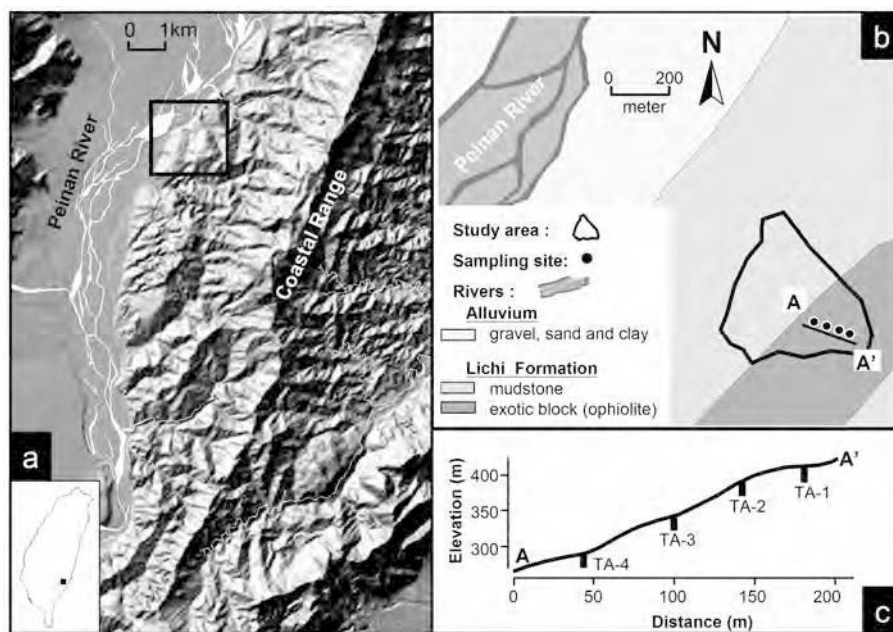 0 1km
Peinan River
Coastal Range
a
b
N
0 200
meter
Peinan River
Study area :
Sampling site:
Rivers :
Alluvium
gravel, sand and clay
Lichi Formation
mudstone
exotic block (ophiolite)
A
A'
Elevation (m)
400
350
300
A
A'
TA-1
TA-2
TA-3
TA-4
0 50 100 150 200
Distance (m)
c